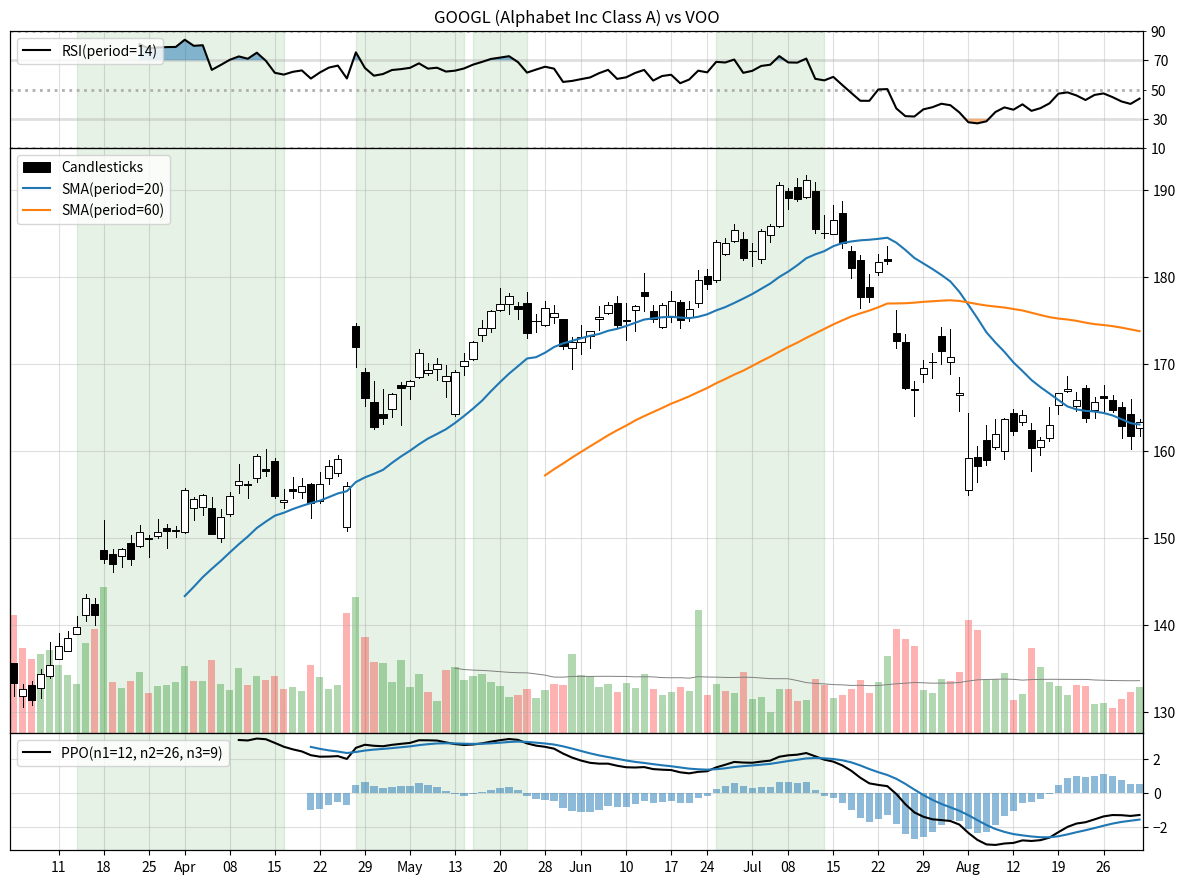 GOOGL (Alphabet Inc Class A) vs VOO
RSI(period=14)
90
70
50
30
10
Candlesticks
SMA(period=20)
SMA(period=60)
190
180
170
160
150
140
130
PPO(n1=12, n2=26, n3=9)
2
0
−2
11 18 25 Apr 08 15 22 29 May 13 20 28 Jun 10 17 24 Jul 08 15 22 29 Aug 12 19 26